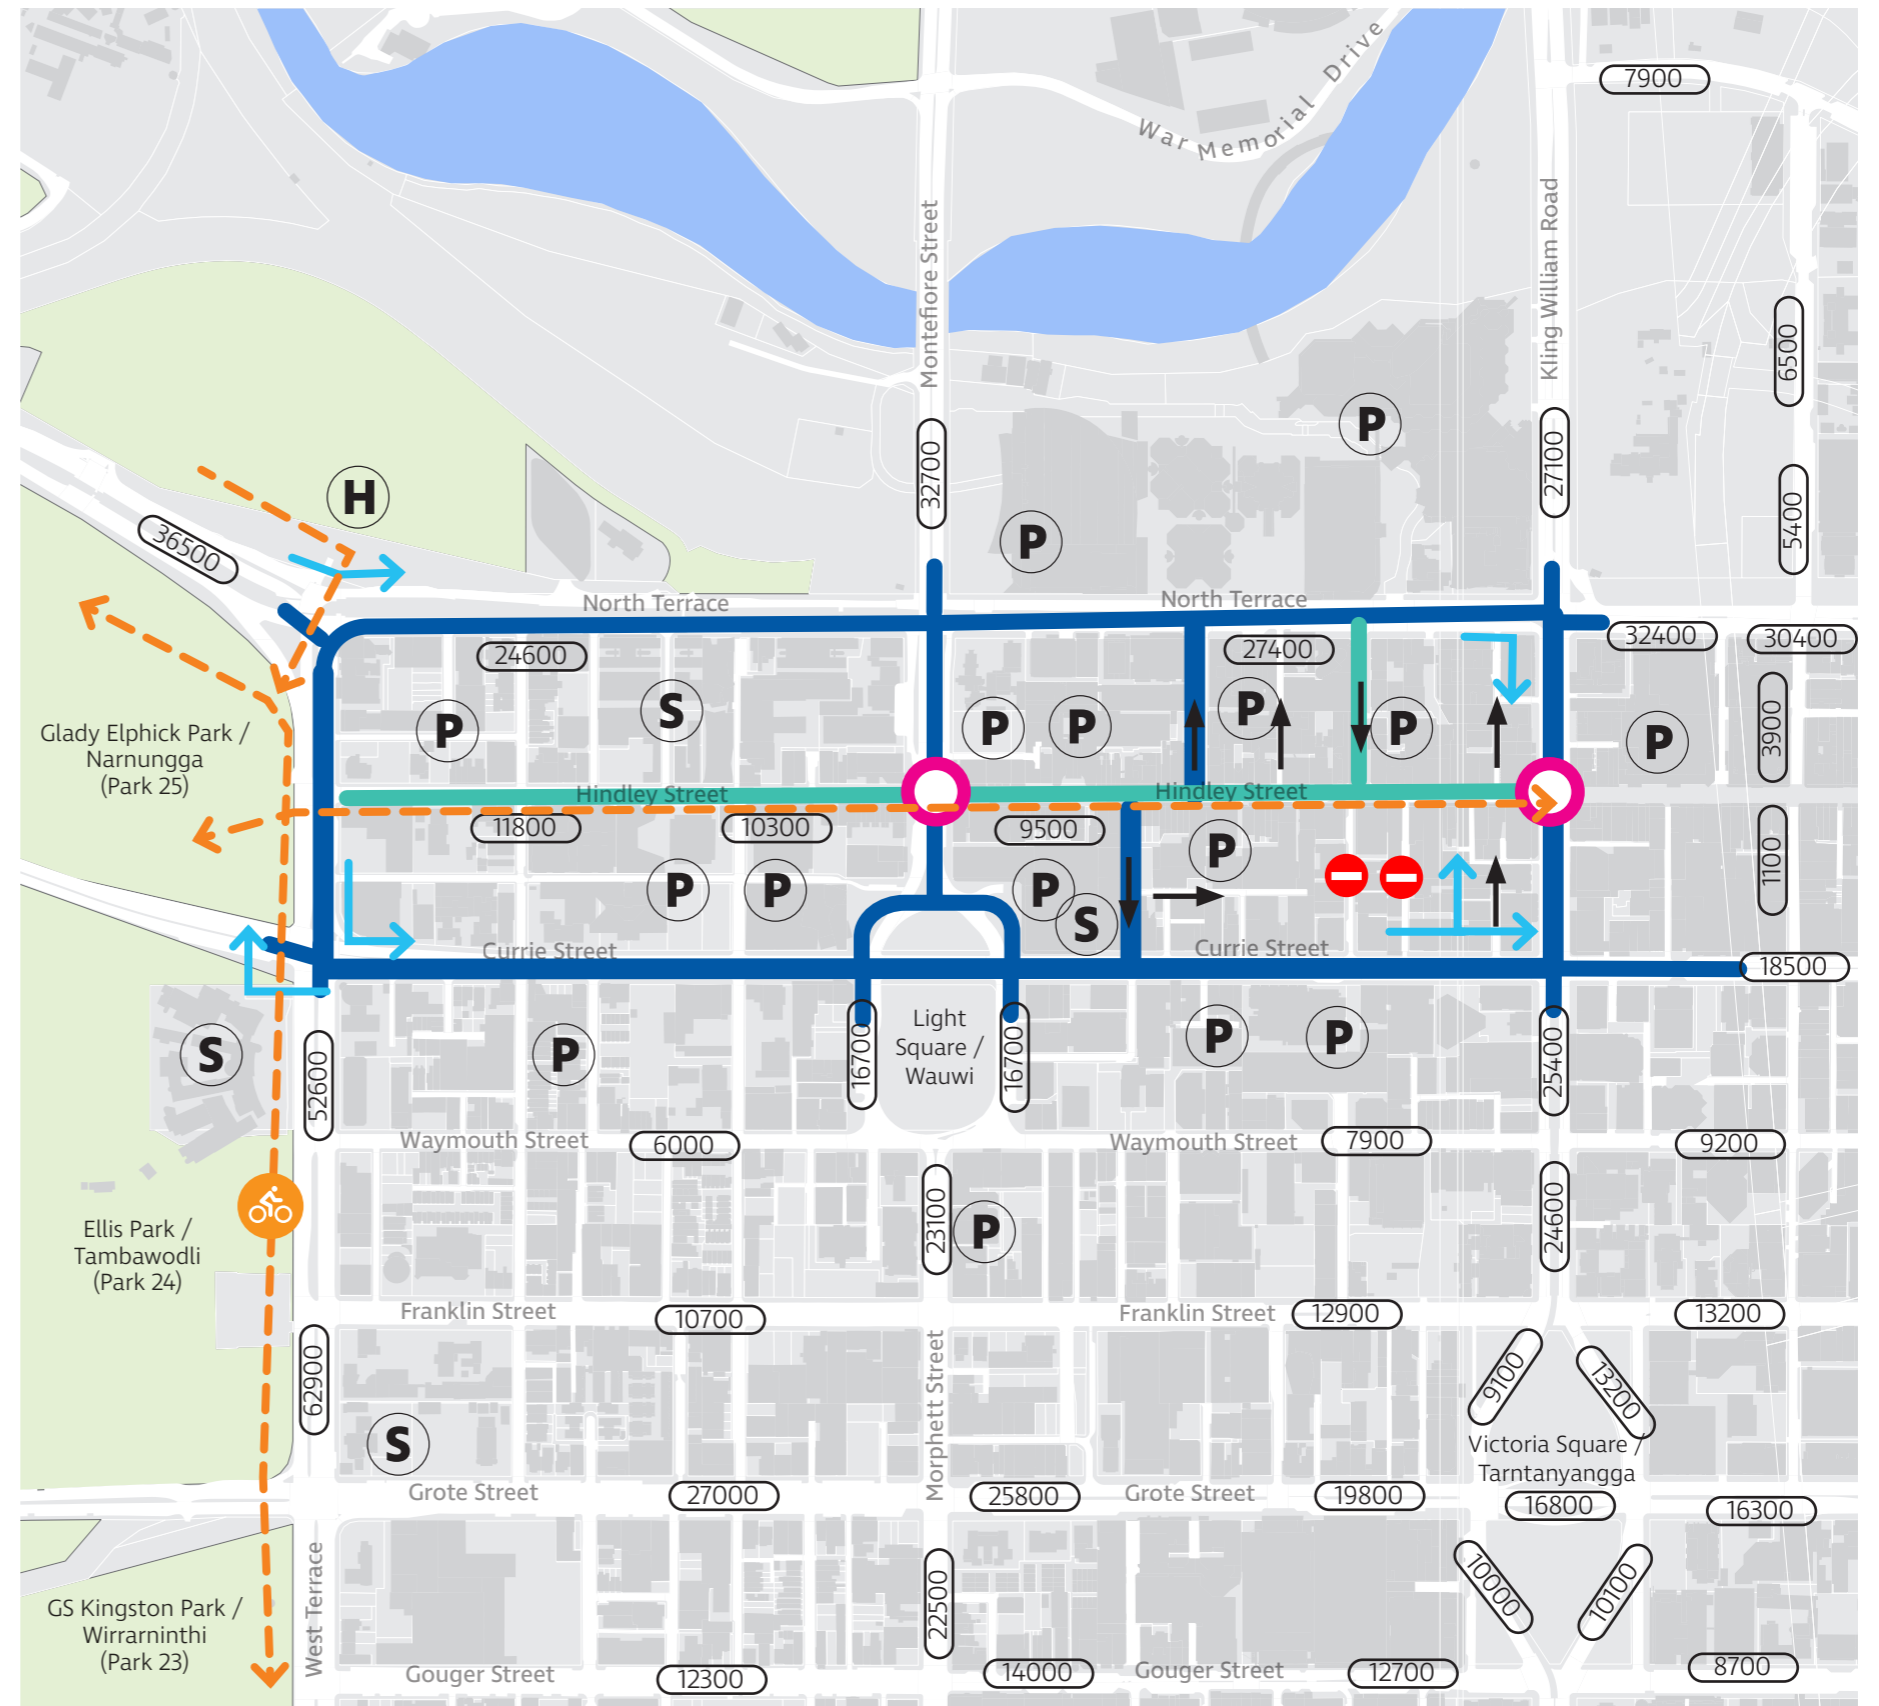 War Memorial Drive
7900
Montefiore Street
Kling William Road
6500
32700
27100
P
H
5400
36500
P
North Terrace
North Terrace
24600
27400
32400
30400
P
S
P
P
P
P
P
3900
Glady Elphick Park /
Narnungga
(Park 25)
Hindley Street
Hindley Street
11800
10300
9500
P
1100
P
P
P
S
Currie Street
Currie Street
18500
S
52600
P
16700
Light
Square /
Wauwi
16700
P
P
25400
Waymouth Street
6000
Waymouth Street
7900
9200
Ellis Park /
Tambawodli
(Park 24)
23100
P
24600
Franklin Street
10700
Franklin Street
12900
13200
62900
S
Morphett Street
9100
13200
Victoria Square /
Tarntanyangga
Grote Street
27000
25800
Grote Street
19800
16800
16300
GS Kingston Park /
Wirrarninthi
(Park 23)
West Terrace
22500
10000
10100
Gouger Street
12300
14000
Gouger Street
12700
8700